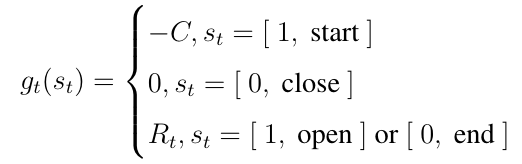 −C, s_t = [ 1, start ]
g_t(s_t) = { 0, s_t = [ 0, close ]
R_t, s_t = [ 1, open ] or [ 0, end ]